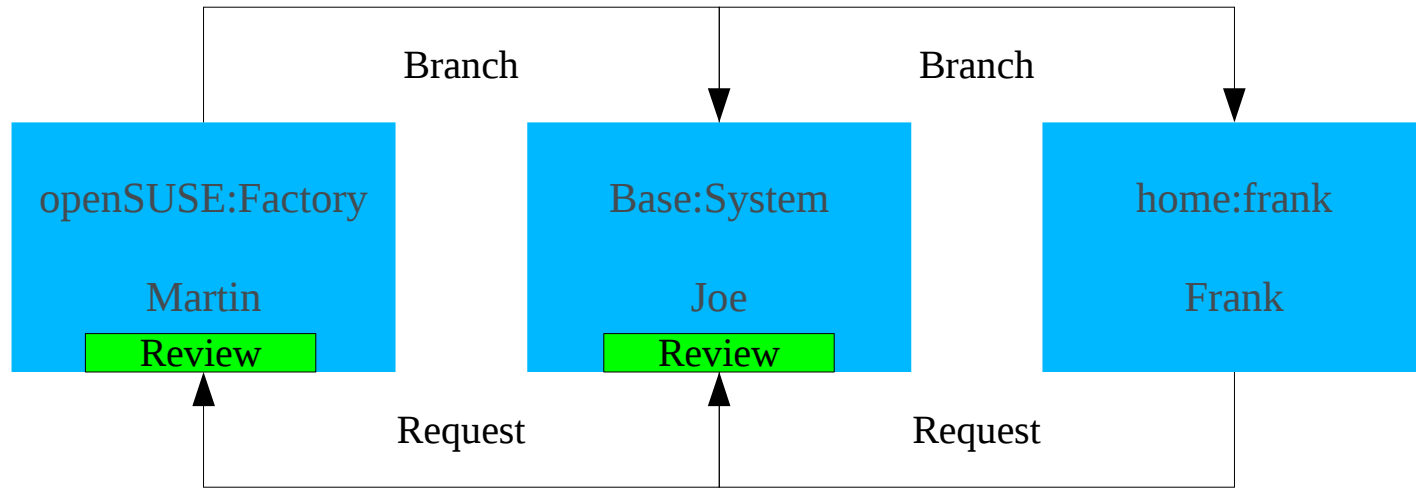 Branch
Branch
openSUSE:Factory
Martin
Review
Base:System
Joe
Review
home:frank
Frank
Request
Request